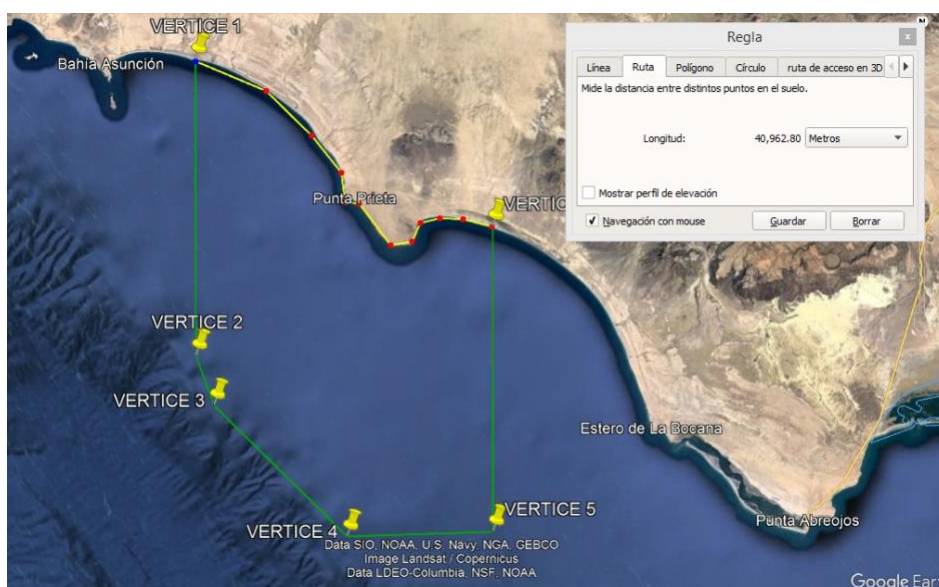 VERTICE 1
Bahía Asunción
Punta Prieta
VERTICE 2
VERTICE 3
VERTICE 4
VERTICE 5
Estero de La Bocana
Punta Abreojos
Data SIO, NOAA, U.S. Navy, NGA, GEBCO
Image Landsat / Copernicus
Data LDEO-Columbia, NSF, NOAA
Google Ear
N
Regla
x
Línea Ruta Polígono Círculo ruta de acceso en 3D
Mide la distancia entre distintos puntos en el suelo.
Longitud: 40,962.80 Metros
Mostrar perfil de elevación
Navegación con mouse Guardar Borrar